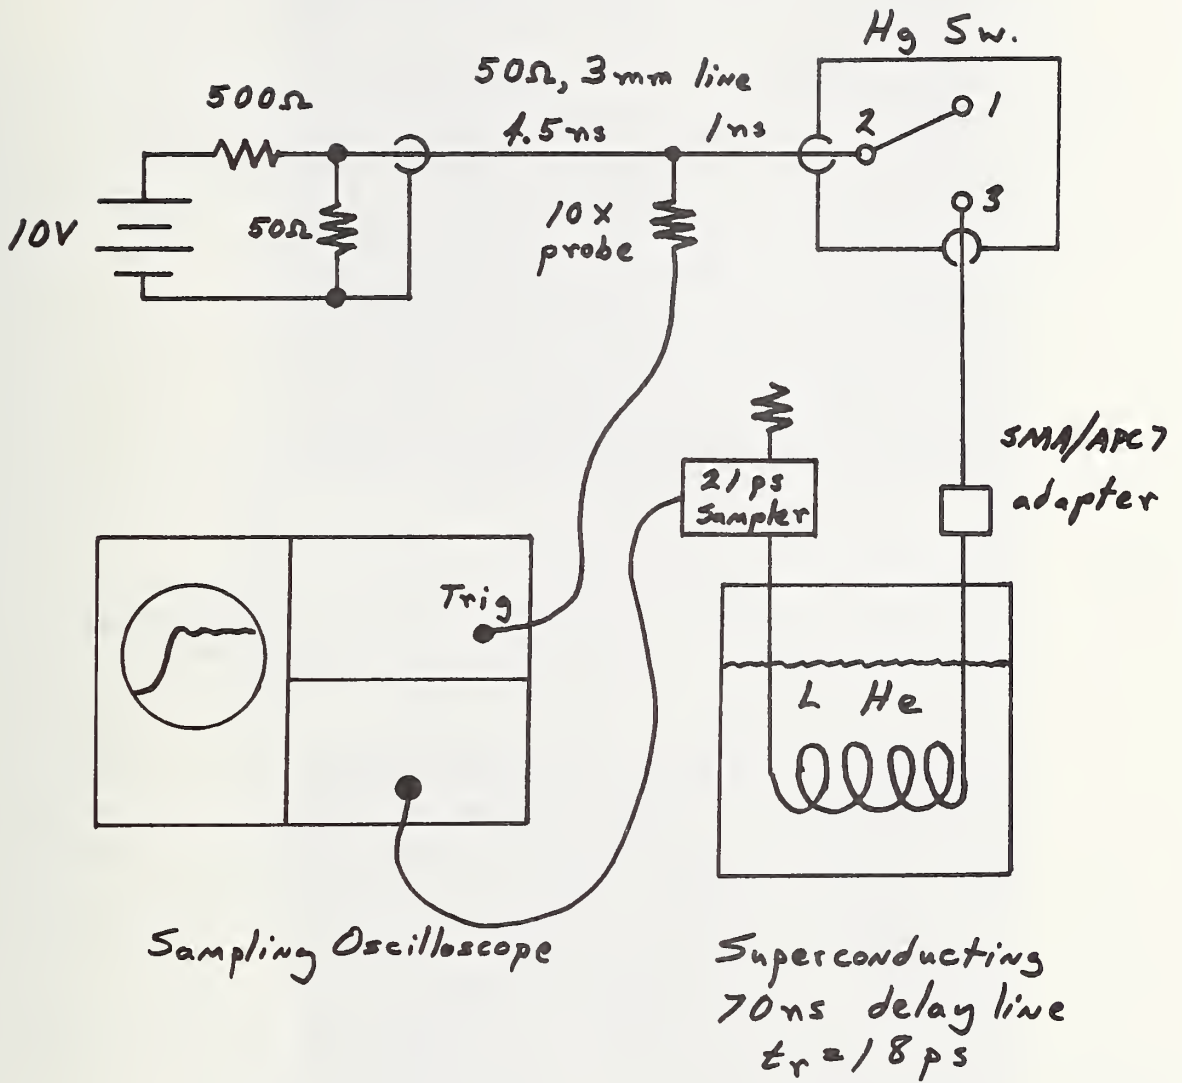 Hg Sw.
50Ω, 3mm line
500Ω
4.5ns
1ns
2
1
3
10V
50Ω
10X
probe
SMA/APC7
adapter
21ps
Sampler
Trig
L He
Sampling Oscilloscope
Superconducting
70ns delay line
tr = 18ps